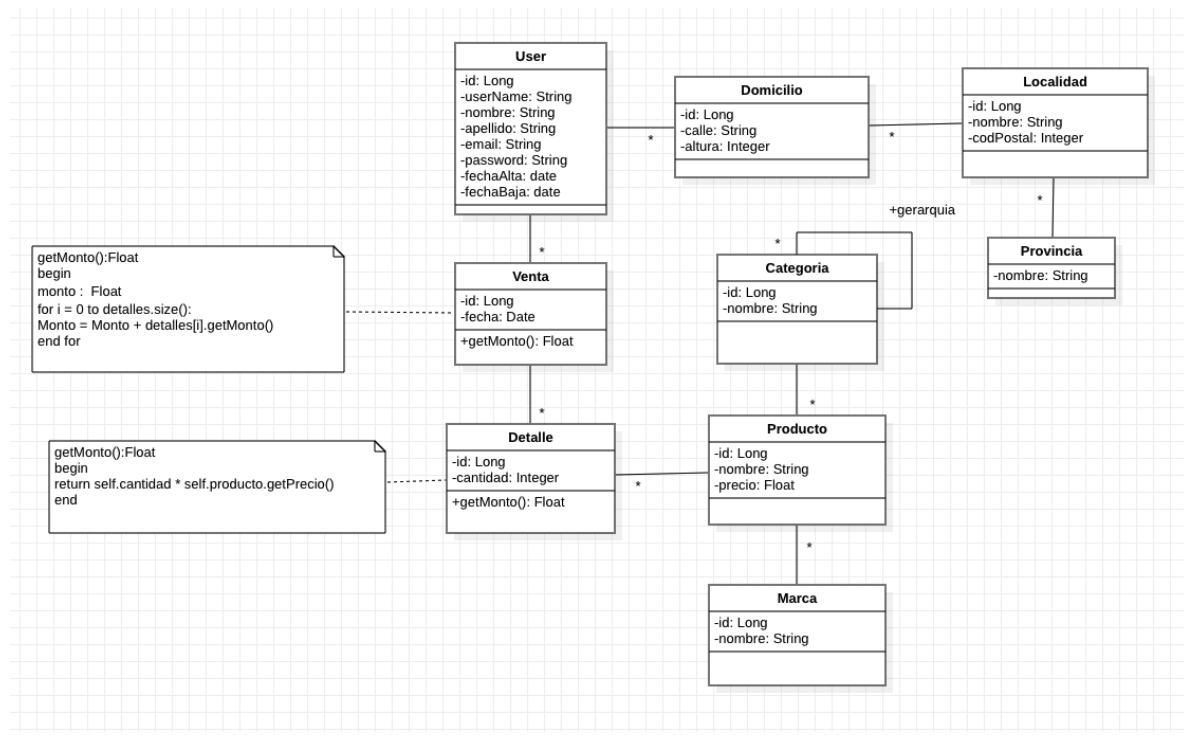 User
-id: Long
-userName: String
-nombre: String
-apellido: String
-email: String
-password: String
-fechaAlta: date
-fechaBaja: date
*
Domicilio
-id: Long
-calle: String
-altura: Integer
*
Localidad
-id: Long
-nombre: String
-codPostal: Integer
*
Provincia
-nombre: String
+gerarquia
*
Categoria
-id: Long
-nombre: String
*
getMonto():Float
begin
monto : Float
for i = 0 to detalles.size():
Monto = Monto + detalles[i].getMonto()
end for
*
Venta
-id: Long
-fecha: Date
+getMonto(): Float
*
getMonto():Float
begin
return self.cantidad * self.producto.getPrecio()
end
Detalle
-id: Long
-cantidad: Integer
+getMonto(): Float
*
Producto
-id: Long
-nombre: String
-precio: Float
*
Marca
-id: Long
-nombre: String